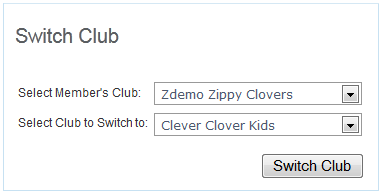 Switch Club
Select Member's Club: Zdemo Zippy Clovers
Select Club to Switch to: Clever Clover Kids
Switch Club